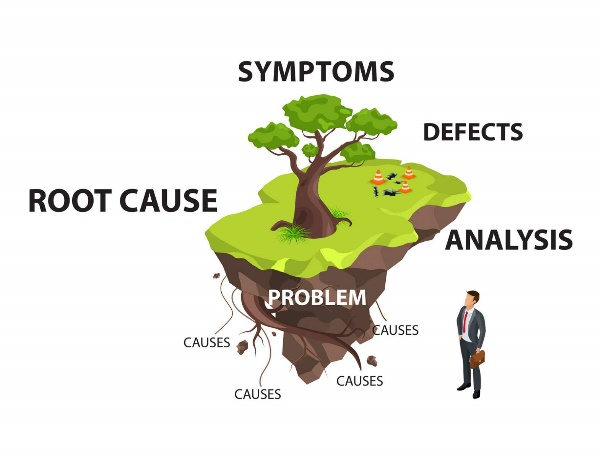 SYMPTOMS
DEFECTS
ROOT CAUSE
ANALYSIS
PROBLEM
CAUSES
CAUSES
CAUSES
CAUSES